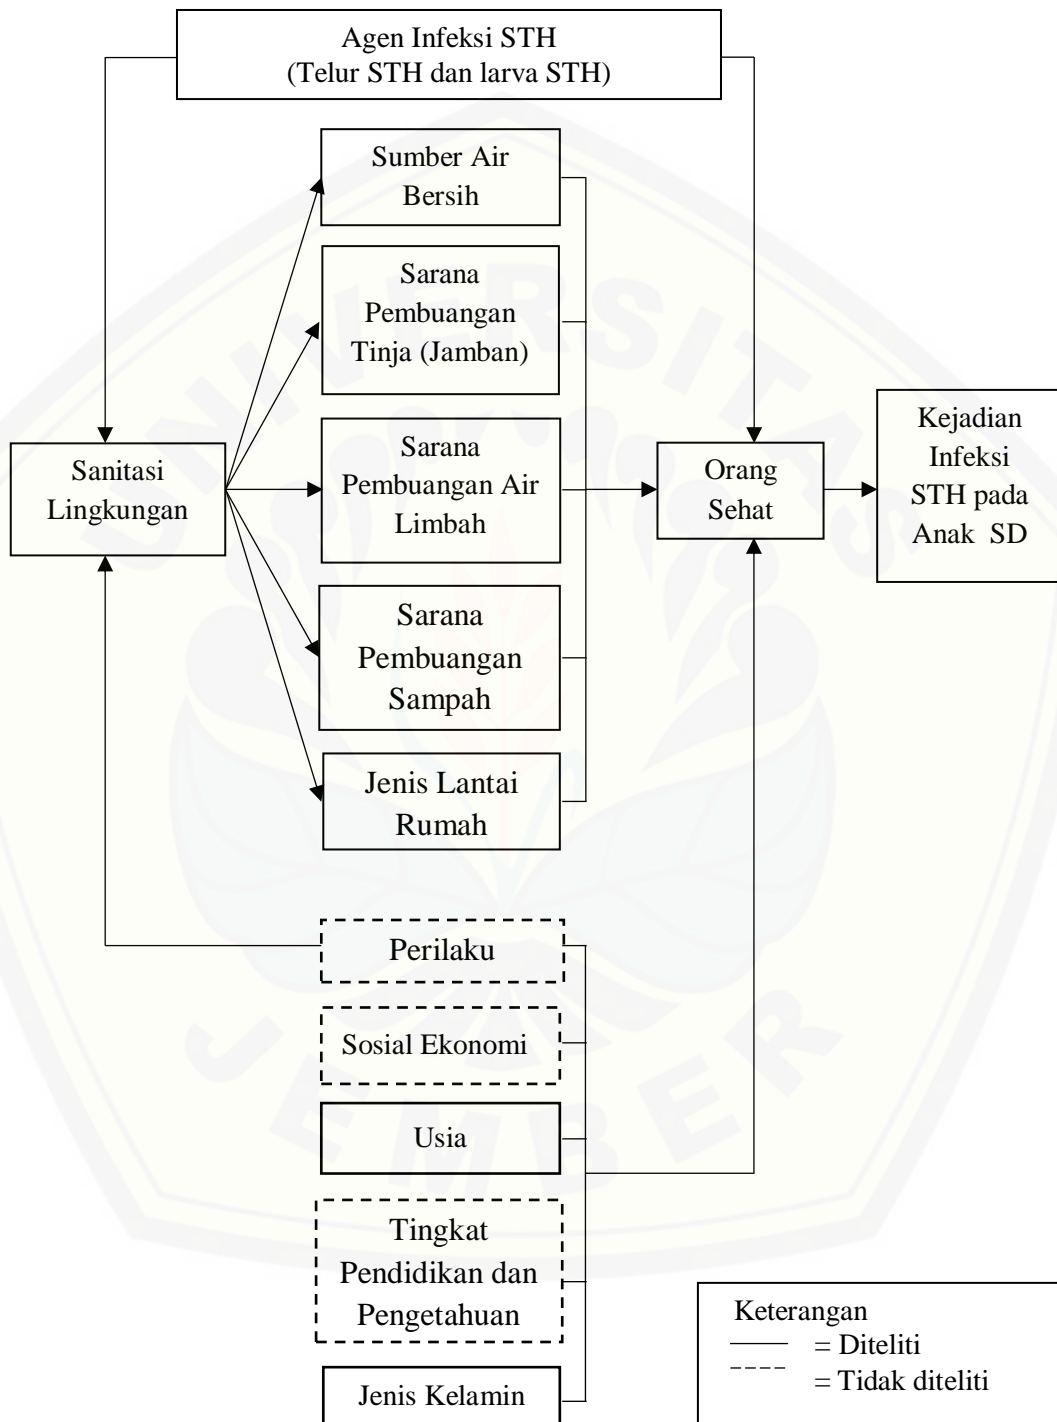 Agen Infeksi STH
(Telur STH dan larva STH)
Sumber Air
Bersih
Sarana
Pembuangan
Tinja (Jamban)
Sanitasi
Lingkungan
Sarana
Pembuangan Air
Limbah
Orang
Sehat
Kejadian
Infeksi
STH pada
Anak SD
Sarana
Pembuangan
Sampah
Jenis Lantai
Rumah
Perilaku
Sosial Ekonomi
Usia
Tingkat
Pendidikan dan
Pengetahuan
Jenis Kelamin
Keterangan
= Diteliti
= Tidak diteliti
UNIVERSITAS
JEMBER